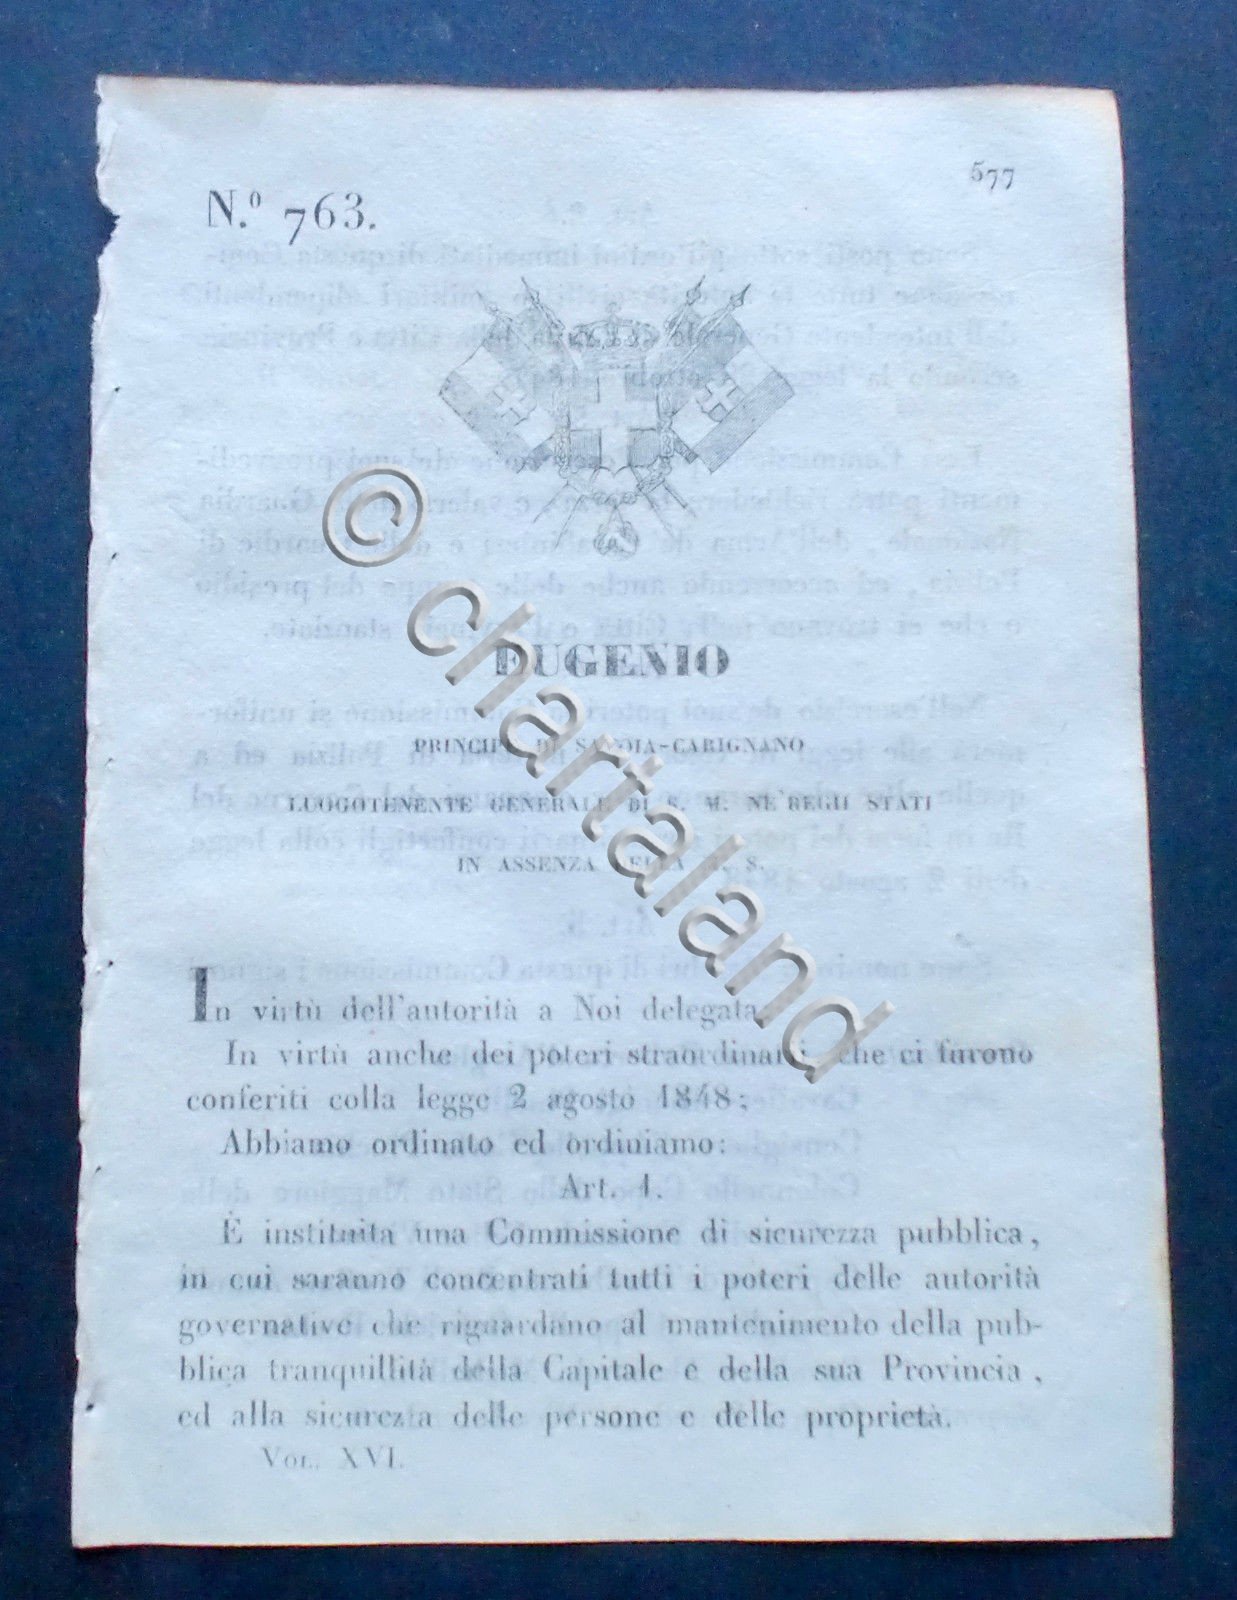 577
N.º 763.
EUGENIO
PRINCIPE DI SAVOIA-CARIGNANO
LUOGOTENENTE GENERALE DI S. M. NE'REGII STATI
IN ASSENZA DELLA M. S.
In virtù dell'autorità a Noi delegata;
In virtù anche dei poteri straordinarii che ci furono
conferiti colla legge 2 agosto 1848;
Abbiamo ordinato ed ordiniamo:
Art. 1.
È instituita una Commissione di sicurezza pubblica,
in cui saranno concentrati tutti i poteri delle autorità
governative che riguardano al mantenimento della pub-
blica tranquillità della Capitale e della sua Provincia,
ed alla sicurezza delle persone e delle proprietà.
VOL. XVI.
© chartaland